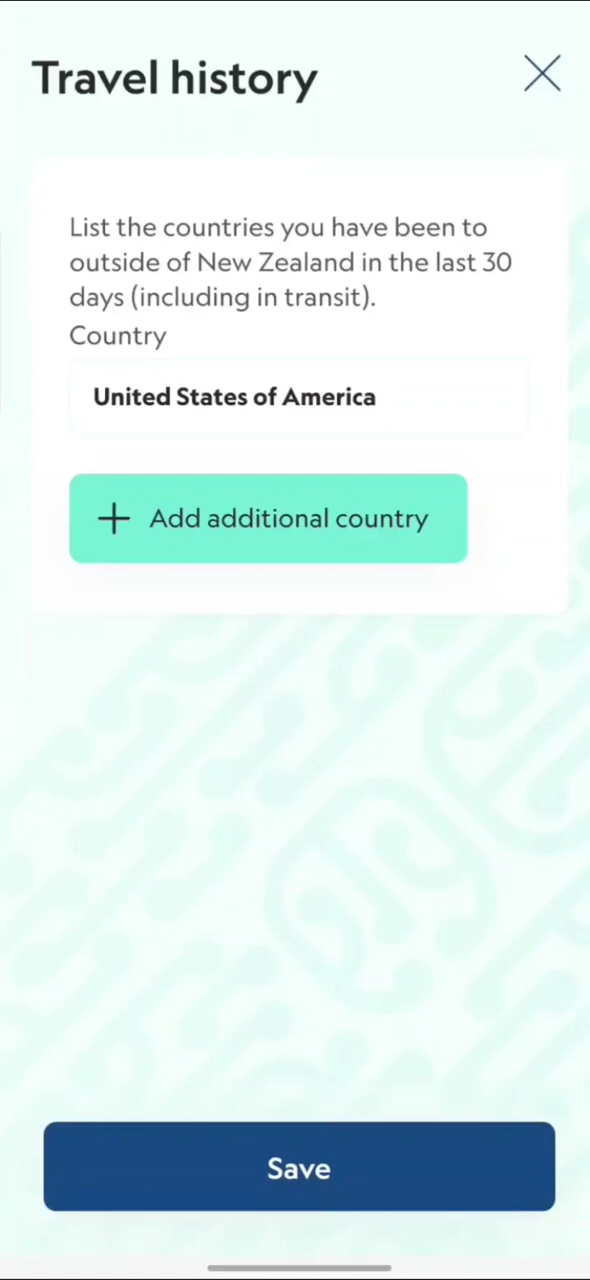 Travel history
List the countries you have been to
outside of New Zealand in the last 30
days (including in transit).
Country
United States of America
Add additional country
Save